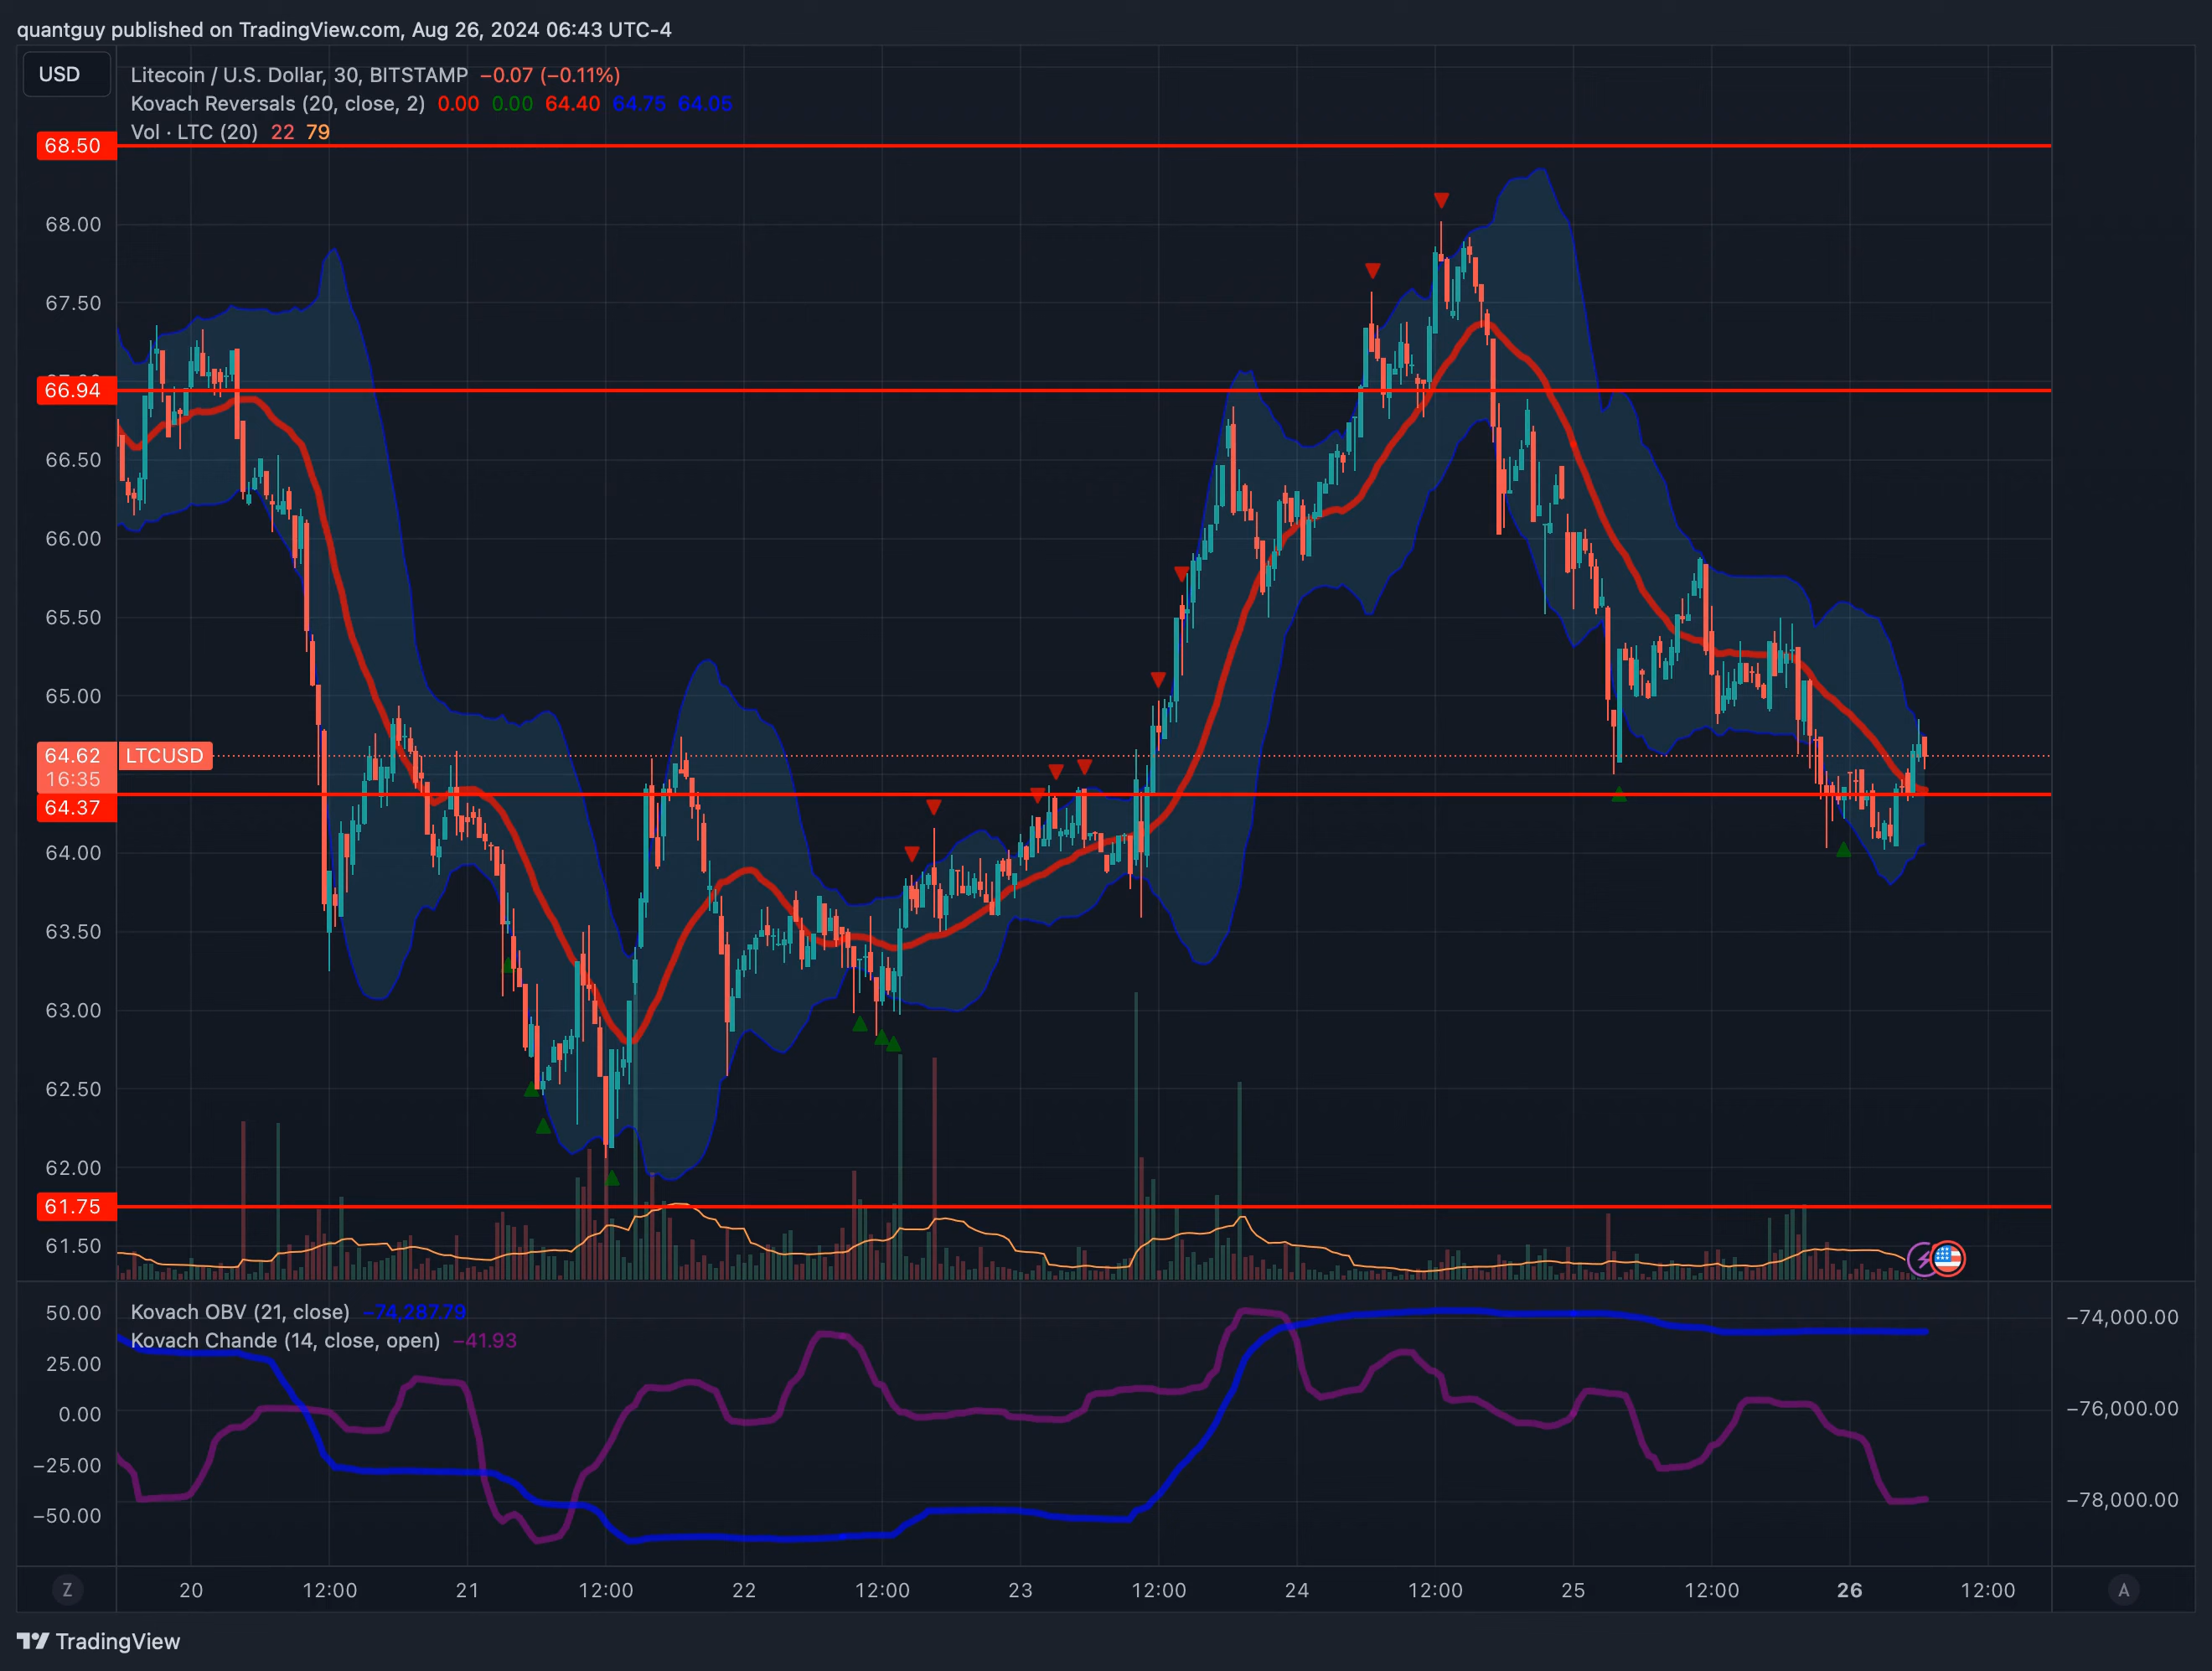 quantguy published on TradingView.com, Aug 26, 2024 06:43 UTC-4
USD
Litecoin / U.S. Dollar, 30, BITSTAMP −0.07 (−0.11%)
Kovach Reversals (20, close, 2) 0.00 0.00 64.40 64.75 64.05
Vol · LTC (20) 22 79
68.50
68.00
67.50
66.94
66.50
66.00
65.50
65.00
64.62 LTCUSD
16:35
64.37
64.00
63.50
63.00
62.50
62.00
61.75
61.50
Kovach OBV (21, close) −74,287.79
Kovach Chande (14, close, open) −41.93
50.00
25.00
0.00
−25.00
−50.00
−74,000.00
−76,000.00
−78,000.00
Z 20 12:00 21 12:00 22 12:00 23 12:00 24 12:00 25 12:00 26 12:00 A
TradingView